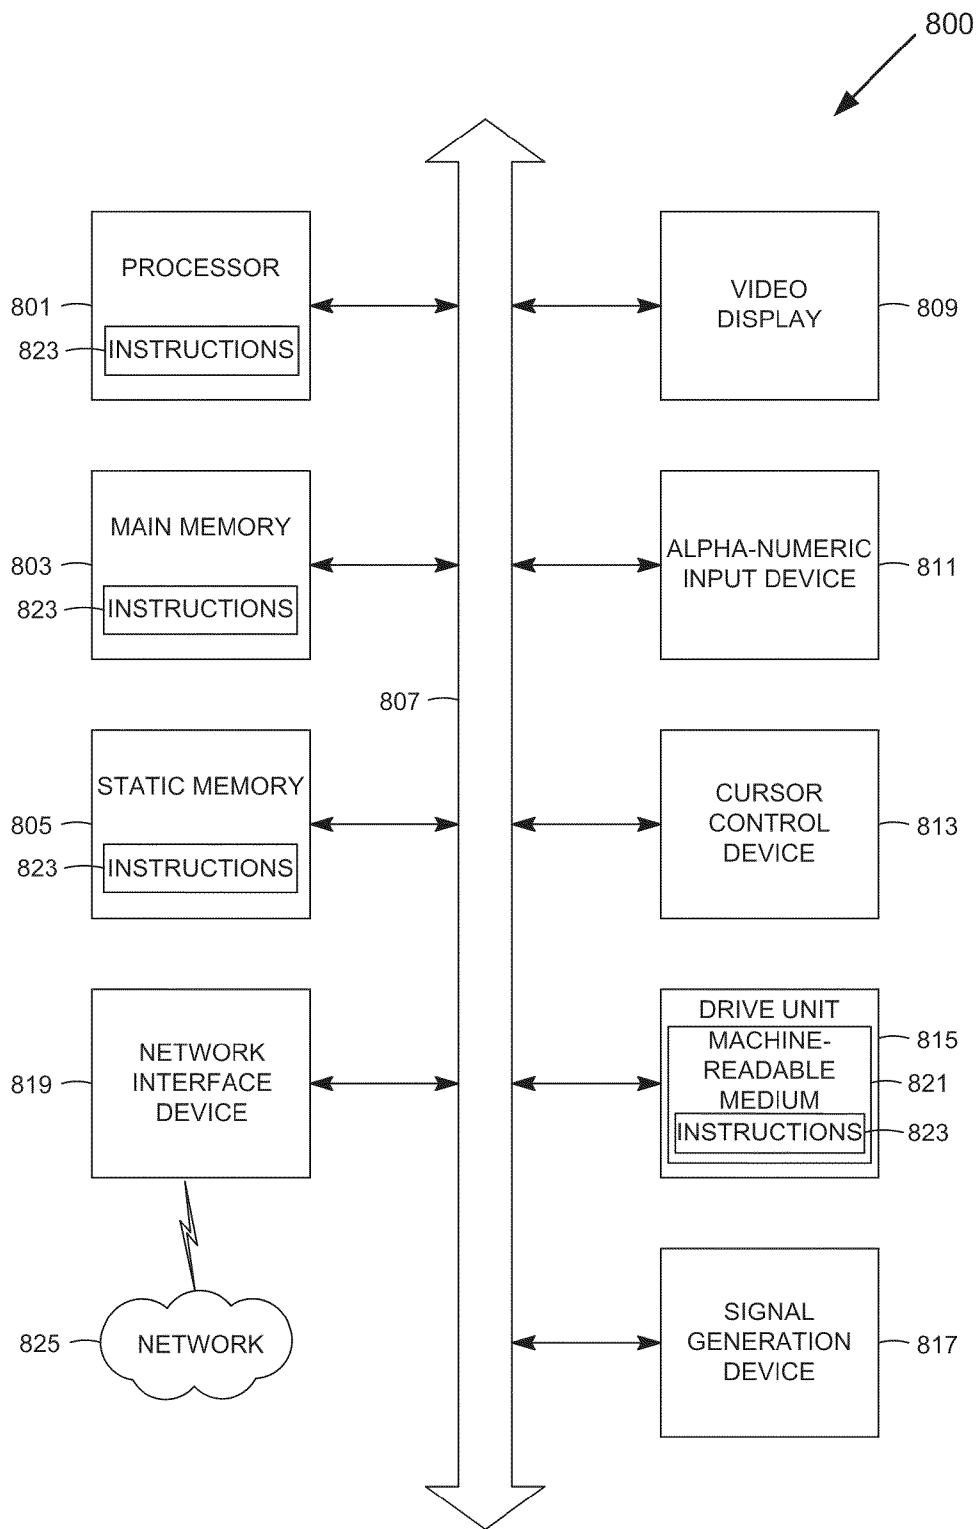 800
PROCESSOR
801
823
INSTRUCTIONS
VIDEO
DISPLAY
809
MAIN MEMORY
803
823
INSTRUCTIONS
ALPHA-NUMERIC
INPUT DEVICE
811
807
STATIC MEMORY
805
823
INSTRUCTIONS
CURSOR
CONTROL
DEVICE
813
NETWORK
INTERFACE
DEVICE
819
DRIVE UNIT
815
MACHINE-
READABLE
MEDIUM
821
INSTRUCTIONS
823
825
NETWORK
SIGNAL
GENERATION
DEVICE
817